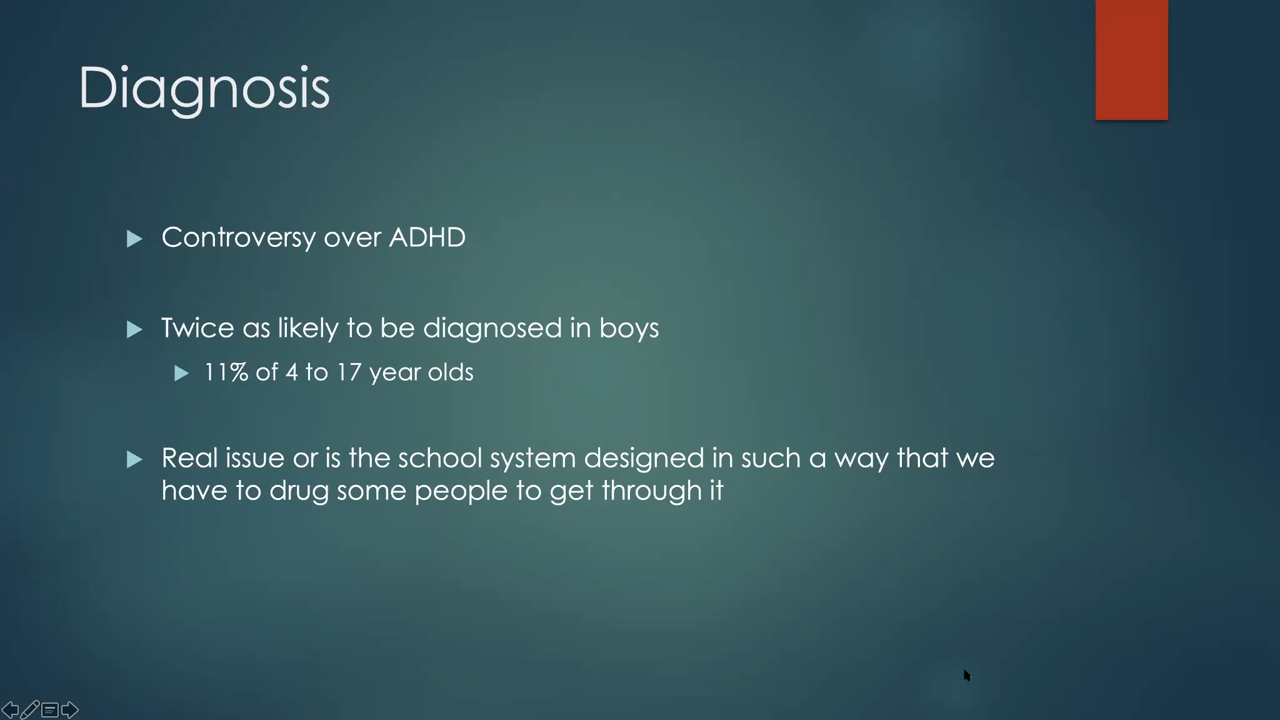 Diagnosis
Controversy over ADHD
Twice as likely to be diagnosed in boys
11% of 4 to 17 year olds
Real issue or is the school system designed in such a way that we
have to drug some people to get through it